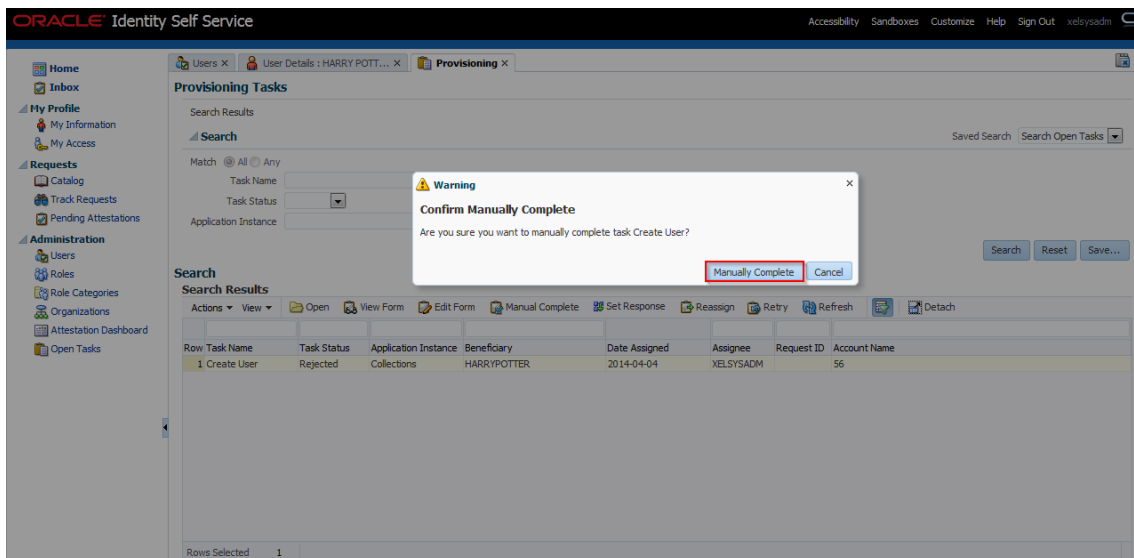 ORACLE Identity Self Service
Accessibility Sandboxes Customize Help Sign Out xelsysadm
Home
Inbox
My Profile
My Information
My Access
Requests
Catalog
Track Requests
Pending Attestations
Administration
Users
Roles
Role Categories
Organizations
Attestation Dashboard
Open Tasks
Users × User Details : HARRY POTT... × Provisioning ×
Provisioning Tasks
Search Results
Search
Saved Search Search Open Tasks
Match All Any
Task Name
Task Status
Application Instance
Warning ×
Confirm Manually Complete
Are you sure you want to manually complete task Create User?
Manually Complete Cancel
Search Reset Save...
Search
Search Results
Actions View Open View Form Edit Form Manual Complete Set Response Reassign Retry Refresh Detach
Row Task Name Task Status Application Instance Beneficiary Date Assigned Assignee Request ID Account Name
1 Create User Rejected Collections HARRYPOTTER 2014-04-04 XELSYSADM 56
Rows Selected 1